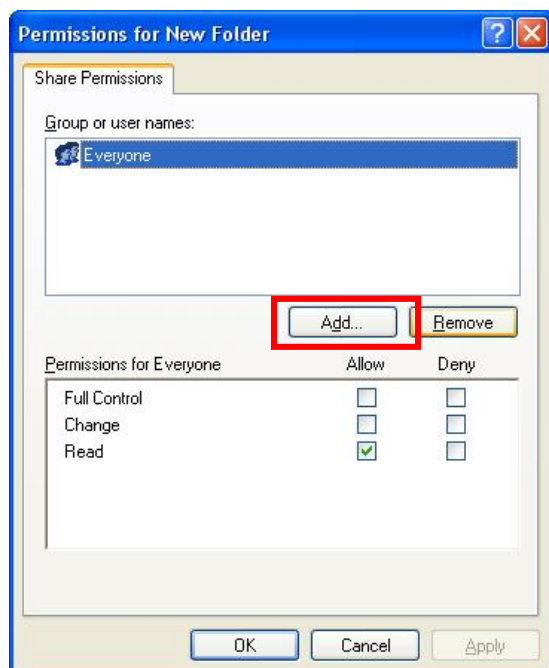 Permissions for New Folder
Share Permissions
Group or user names:
Everyone
Add... Remove
Permissions for Everyone Allow Deny
Full Control
Change
Read
OK Cancel Apply